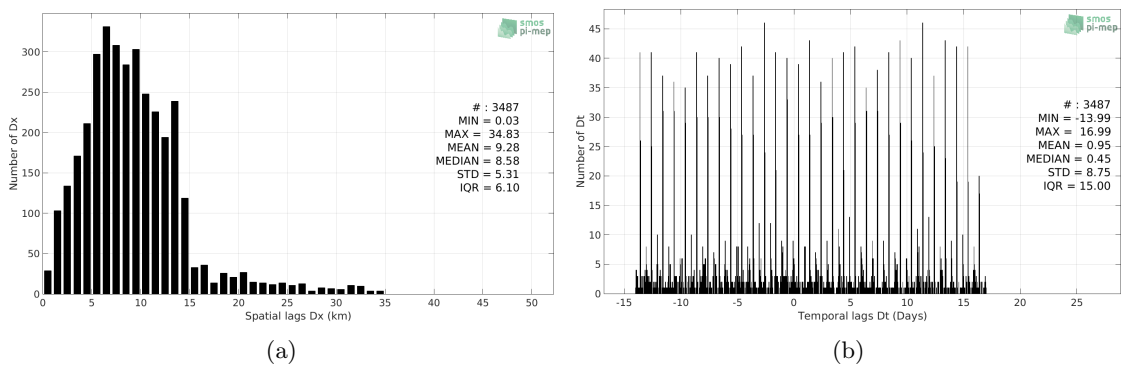 smos
pi-mep
Number of Dx
300
250
200
150
100
50
0
# : 3487
MIN = 0.03
MAX = 34.83
MEAN = 9.28
MEDIAN = 8.58
STD = 5.31
IQR = 6.10
0 5 10 15 20 25 30 35 40 45 50
Spatial lags Dx (km)
(a)
smos
pi-mep
Number of Dt
45
40
35
30
25
20
15
10
5
0
# : 3487
MIN = -13.99
MAX = 16.99
MEAN = 0.95
MEDIAN = 0.45
STD = 8.75
IQR = 15.00
-15 -10 -5 0 5 10 15 20 25
Temporal lags Dt (Days)
(b)